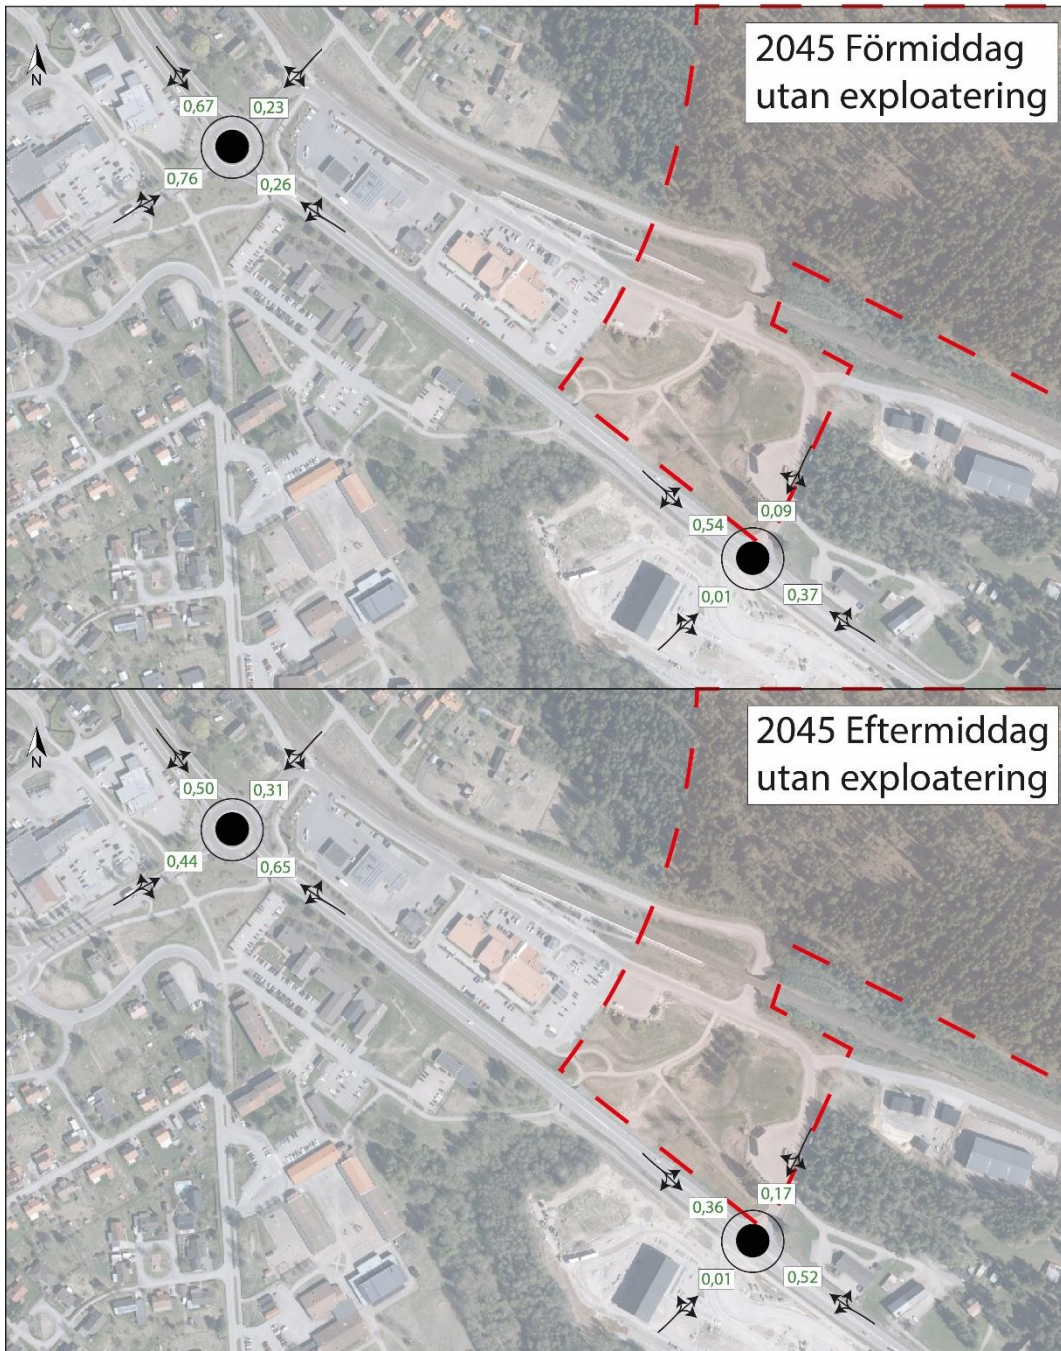 2045 Förmiddag
utan exploatering
N
0,67
0,23
0,76
0,26
0,54
0,09
0,01
0,37
2045 Eftermiddag
utan exploatering
N
0,50
0,31
0,44
0,65
0,36
0,17
0,01
0,52